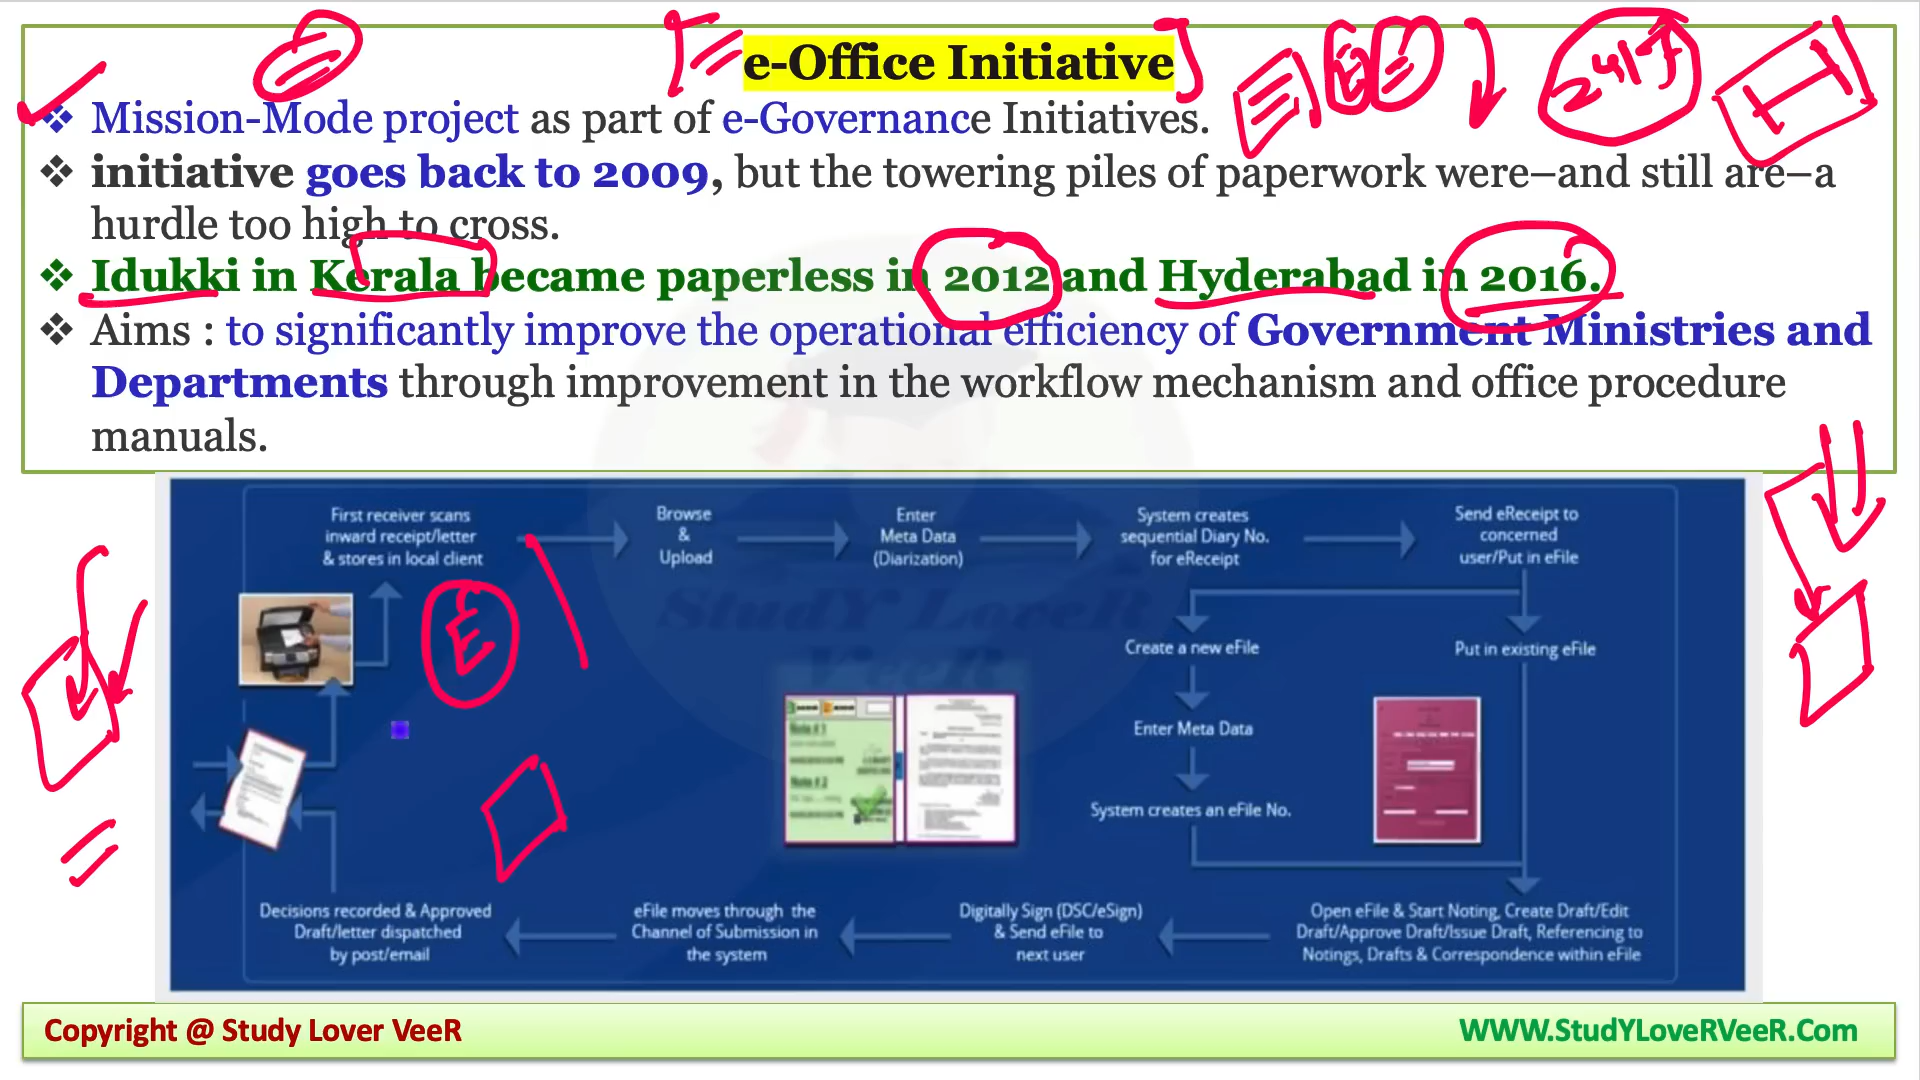 e-Office Initiative
❖ Mission-Mode project as part of e-Governance Initiatives.
❖ initiative goes back to 2009, but the towering piles of paperwork were–and still are–a
hurdle too high to cross.
❖ Idukki in Kerala became paperless in 2012 and Hyderabad in 2016.
❖ Aims : to significantly improve the operational efficiency of Government Ministries and
Departments through improvement in the workflow mechanism and office procedure
manuals.
First receiver scans
inward receipt/letter
& stores in local client
Browse
&
Upload
Enter
Meta Data
(Diarization)
System creates
sequential Diary No.
for eReceipt
Send eReceipt to
concerned
user/Put in eFile
Create a new eFile
Put in existing eFile
Enter Meta Data
System creates an eFile No.
Note # 1
Note # 2
E
StudY LoveR
VeeR
Decisions recorded & Approved
Draft/letter dispatched
by post/email
eFile moves through the
Channel of Submission in
the system
Digitally Sign (DSC/eSign)
& Send eFile to
next user
Open eFile & Start Noting, Create Draft/Edit
Draft/Approve Draft/Issue Draft, Referencing to
Notings, Drafts & Correspondence within eFile
Copyright @ Study Lover VeeR
WWW.StudYLoveRVeeR.Com